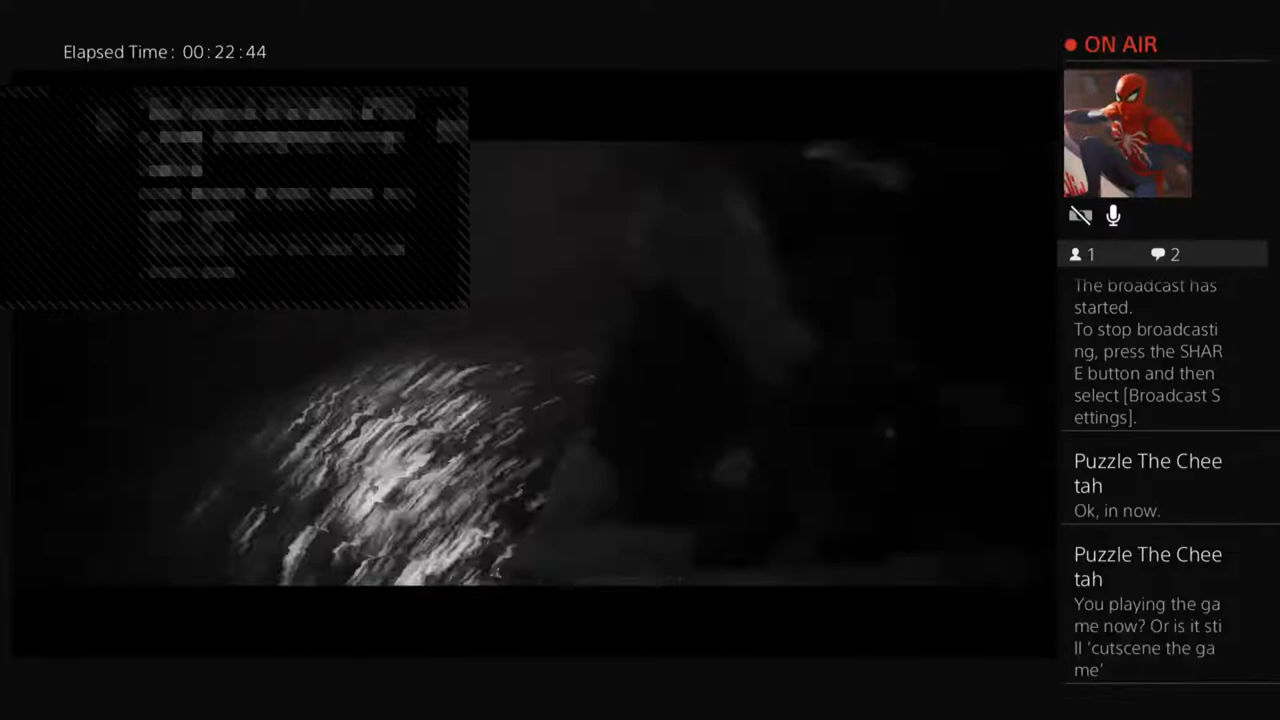 Elapsed Time: 00:22:44
ON AIR
1 2
The broadcast has
started.
To stop broadcasti
ng, press the SHAR
E button and then
select [Broadcast S
ettings].
Puzzle The Chee
tah
Ok, in now.
Puzzle The Chee
tah
You playing the ga
me now? Or is it sti
ll ‘cutscene the ga
me’